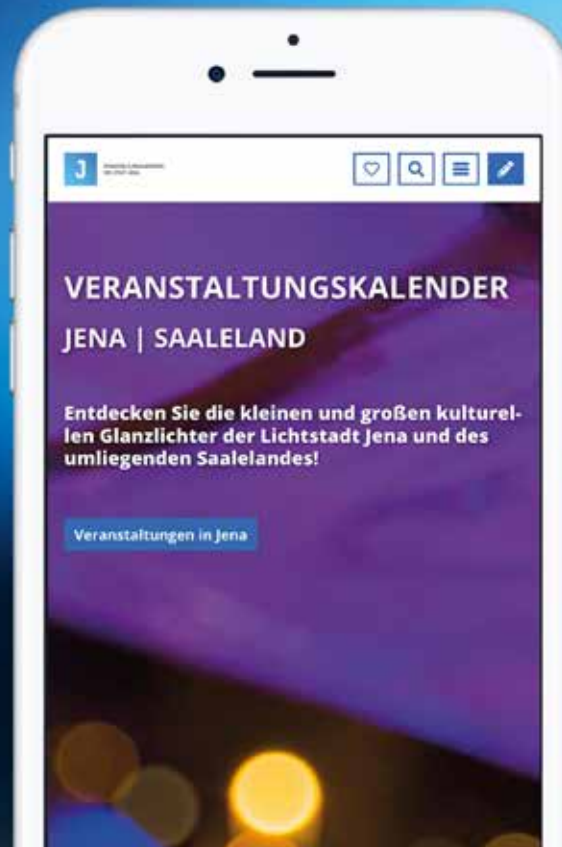 J
VERANSTALTUNGSKALENDER
JENA | SAALELAND
Entdecken Sie die kleinen und großen kulturel-
len Glanzlichter der Lichtstadt Jena und des
umliegenden Saalelandes!
Veranstaltungen in Jena